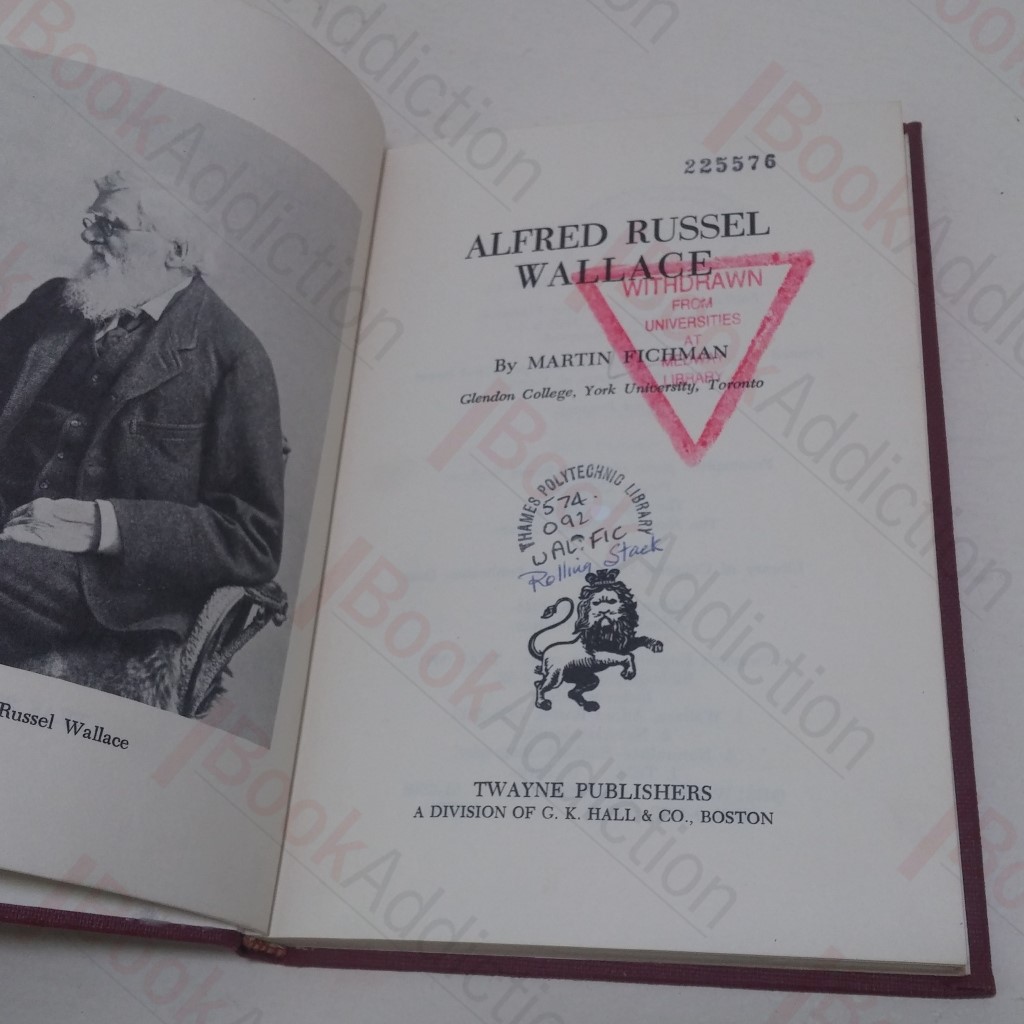 Russel Wallace
225576
ALFRED RUSSEL
WALLACE
WITHDRAWN
FROM
UNIVERSITIES
AT
MEDWAY
LIBRARY
By MARTIN FICHMAN
Glendon College, York University, Toronto
THAMES POLYTECHNIC LIBRARY
574.
092
WAL:FIC
Rolling Stack
TWAYNE PUBLISHERS
A DIVISION OF G. K. HALL & CO., BOSTON
BookAddiction